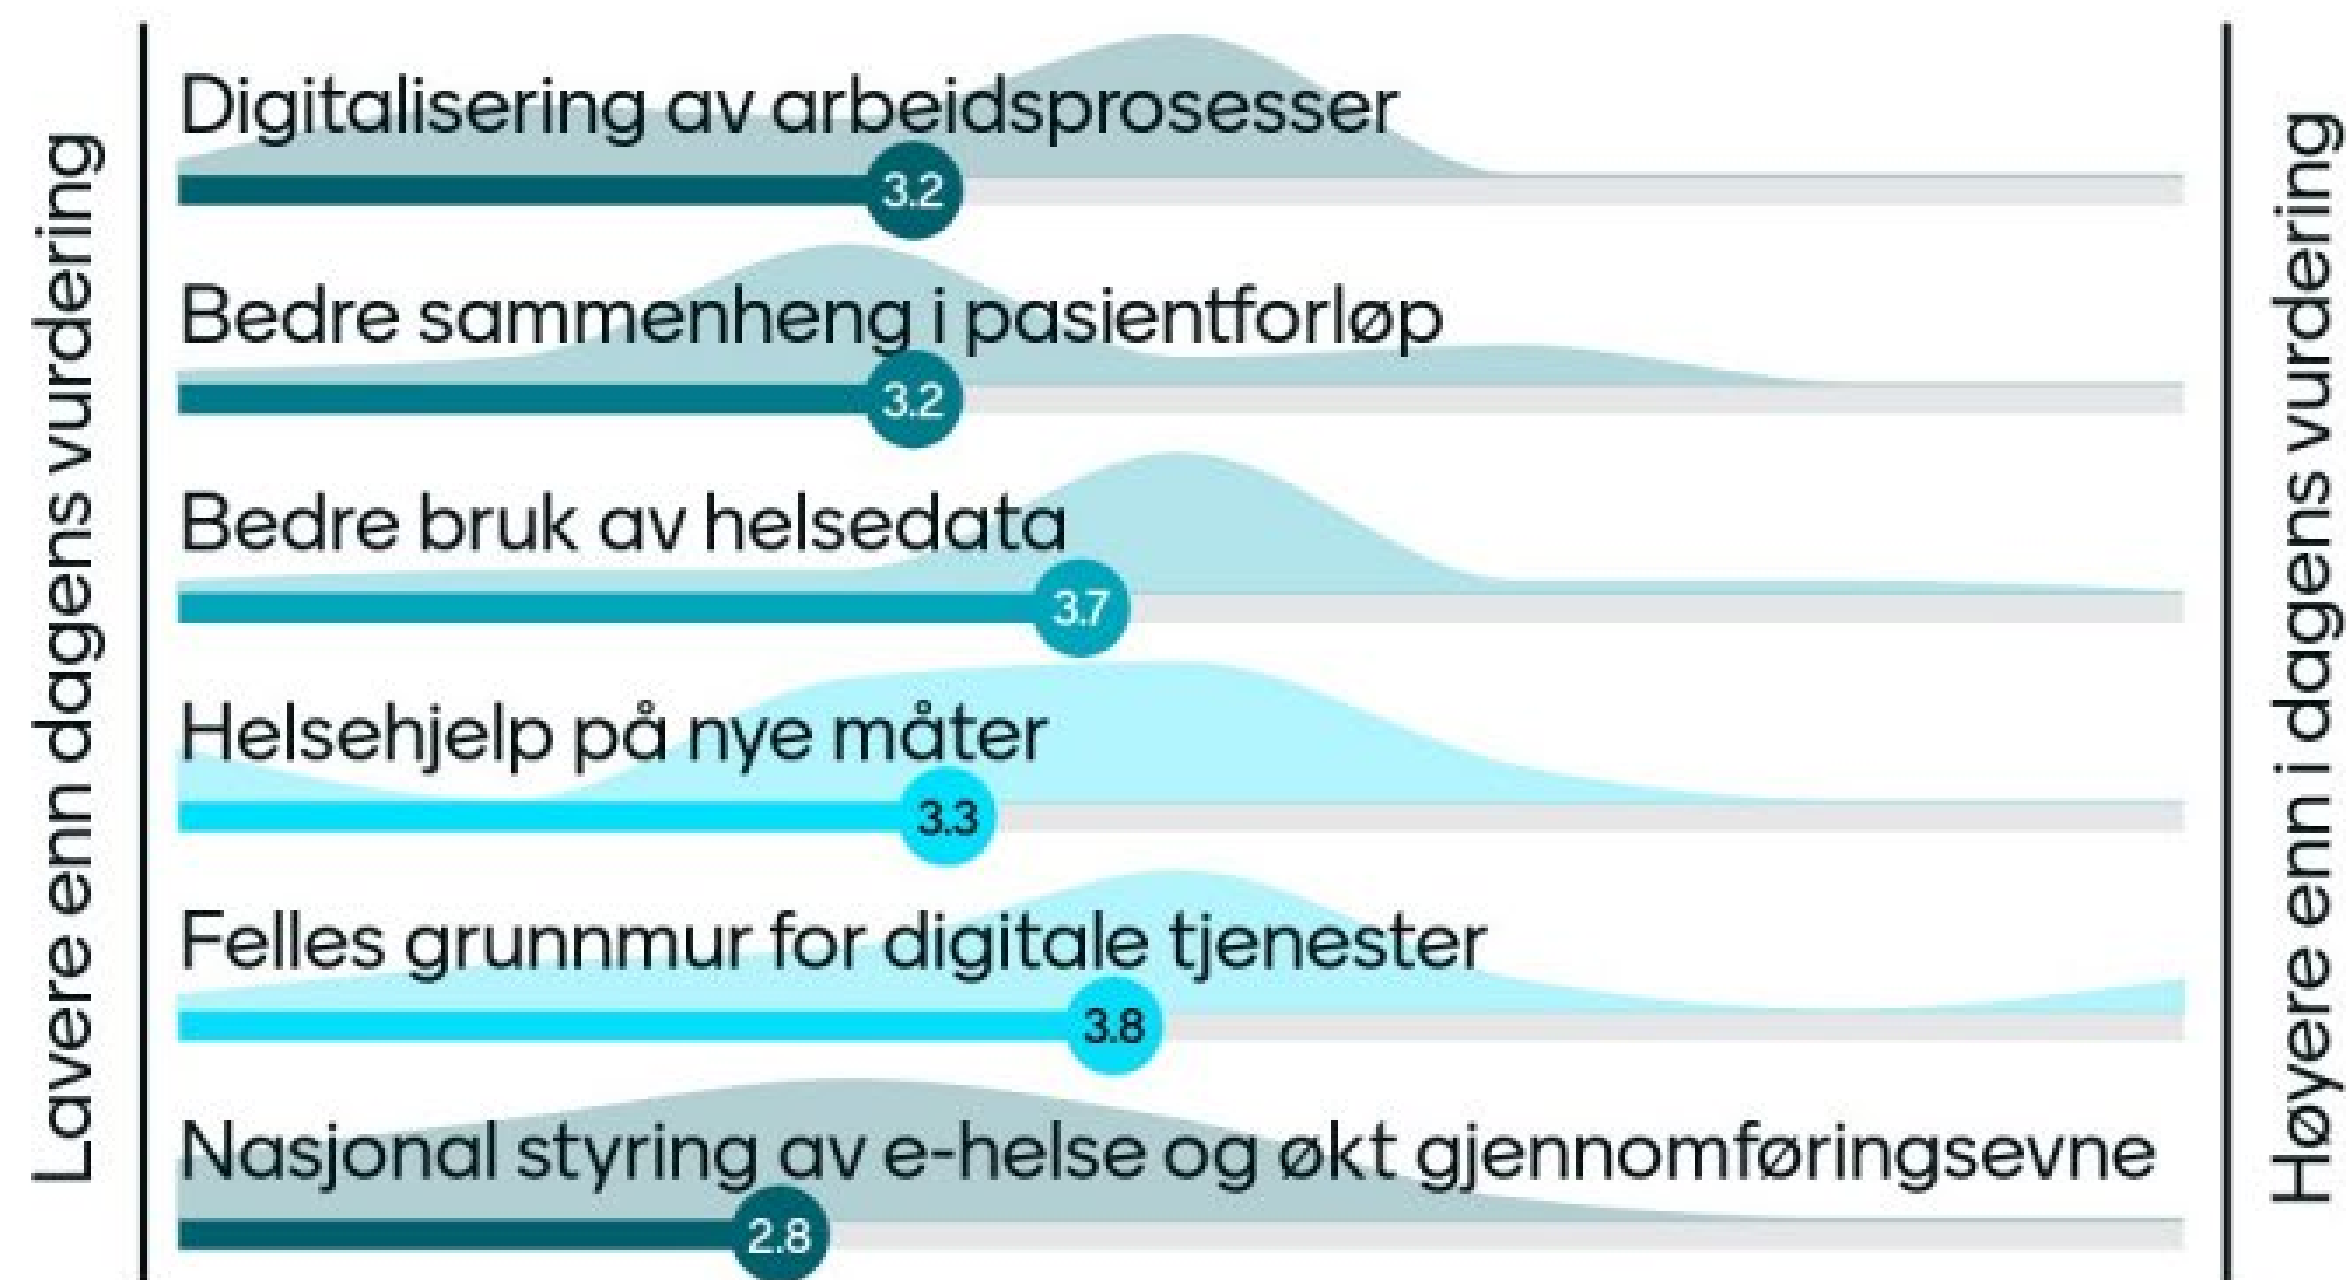 Lavere enn dagens vurdering
Digitalisering av arbeidsprosesser
3.2
Bedre sammenheng i pasientforløp
3.2
Bedre bruk av helsedata
3.7
Helsehjelp på nye måter
3.3
Felles grunnmur for digitale tjenester
3.8
Nasjonal styring av e-helse og økt gjennomføringsevne
2.8
Høyere enn i dagens vurdering